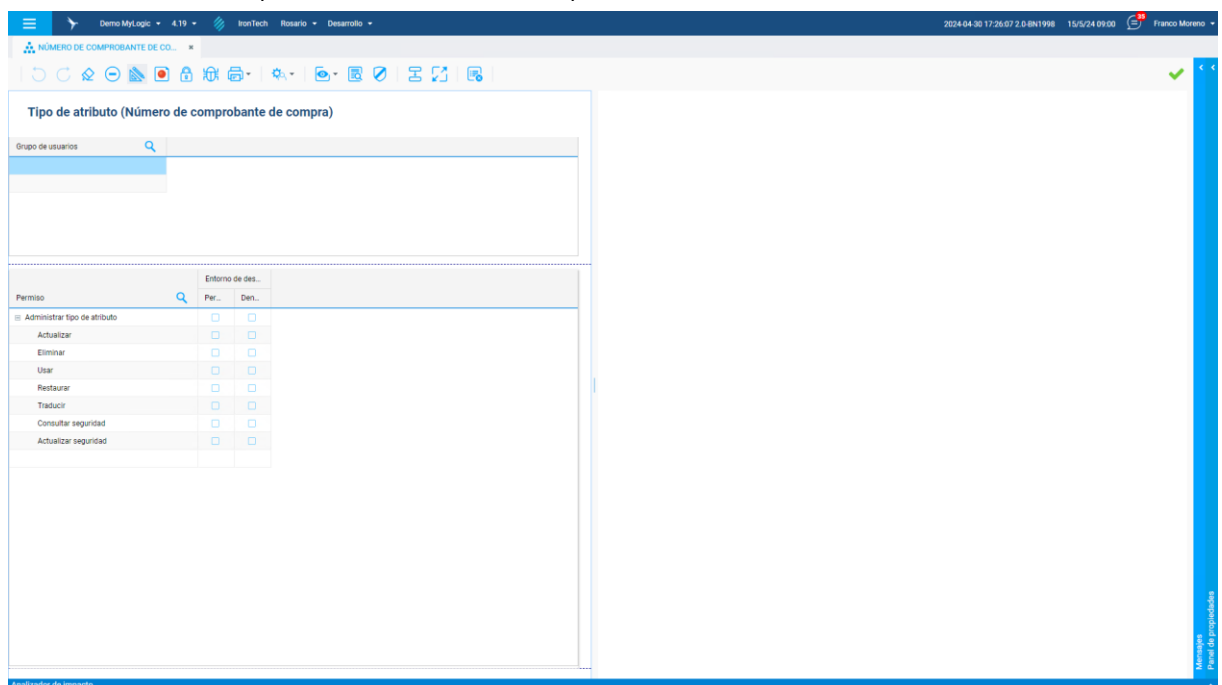 Demo MyLogic 4.19 IronTech Rosario Desarrollo 2024-04-30 17:26:07 2.0-BN1998 15/5/24 09:00 35 Franco Moreno
NÚMERO DE COMPROBANTE DE CO...
Tipo de atributo (Número de comprobante de compra)
Grupo de usuarios
Entorno de des...
Permiso Per... Den...
Administrar tipo de atributo
Actualizar
Eliminar
Usar
Restaurar
Traducir
Consultar seguridad
Actualizar seguridad
Mensajes
Panel de propiedades
Analizador de impacto